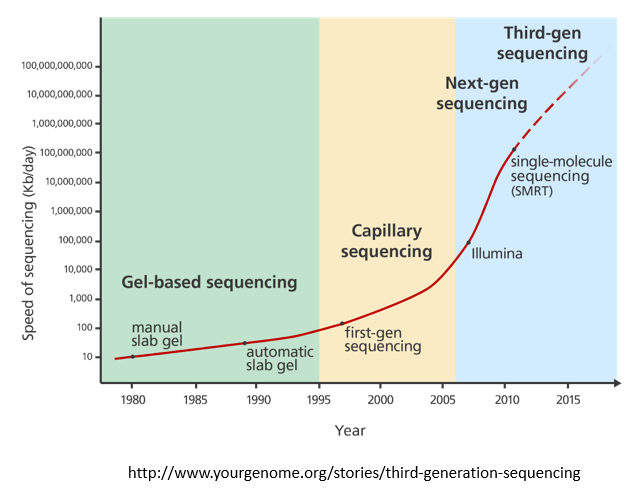 Third-gen
sequencing
Next-gen
sequencing
100,000,000,000
10,000,000,000
1,000,000,000
100,000,000
10,000,000
1,000,000
100,000
10,000
1,000
100
10
Speed of sequencing (Kb/day)
single-molecule
sequencing
(SMRT)
Capillary
sequencing
Illumina
Gel-based sequencing
manual
slab gel
automatic
slab gel
first-gen
sequencing
1980 1985 1990 1995 2000 2005 2010 2015
Year
http://www.yourgenome.org/stories/third-generation-sequencing